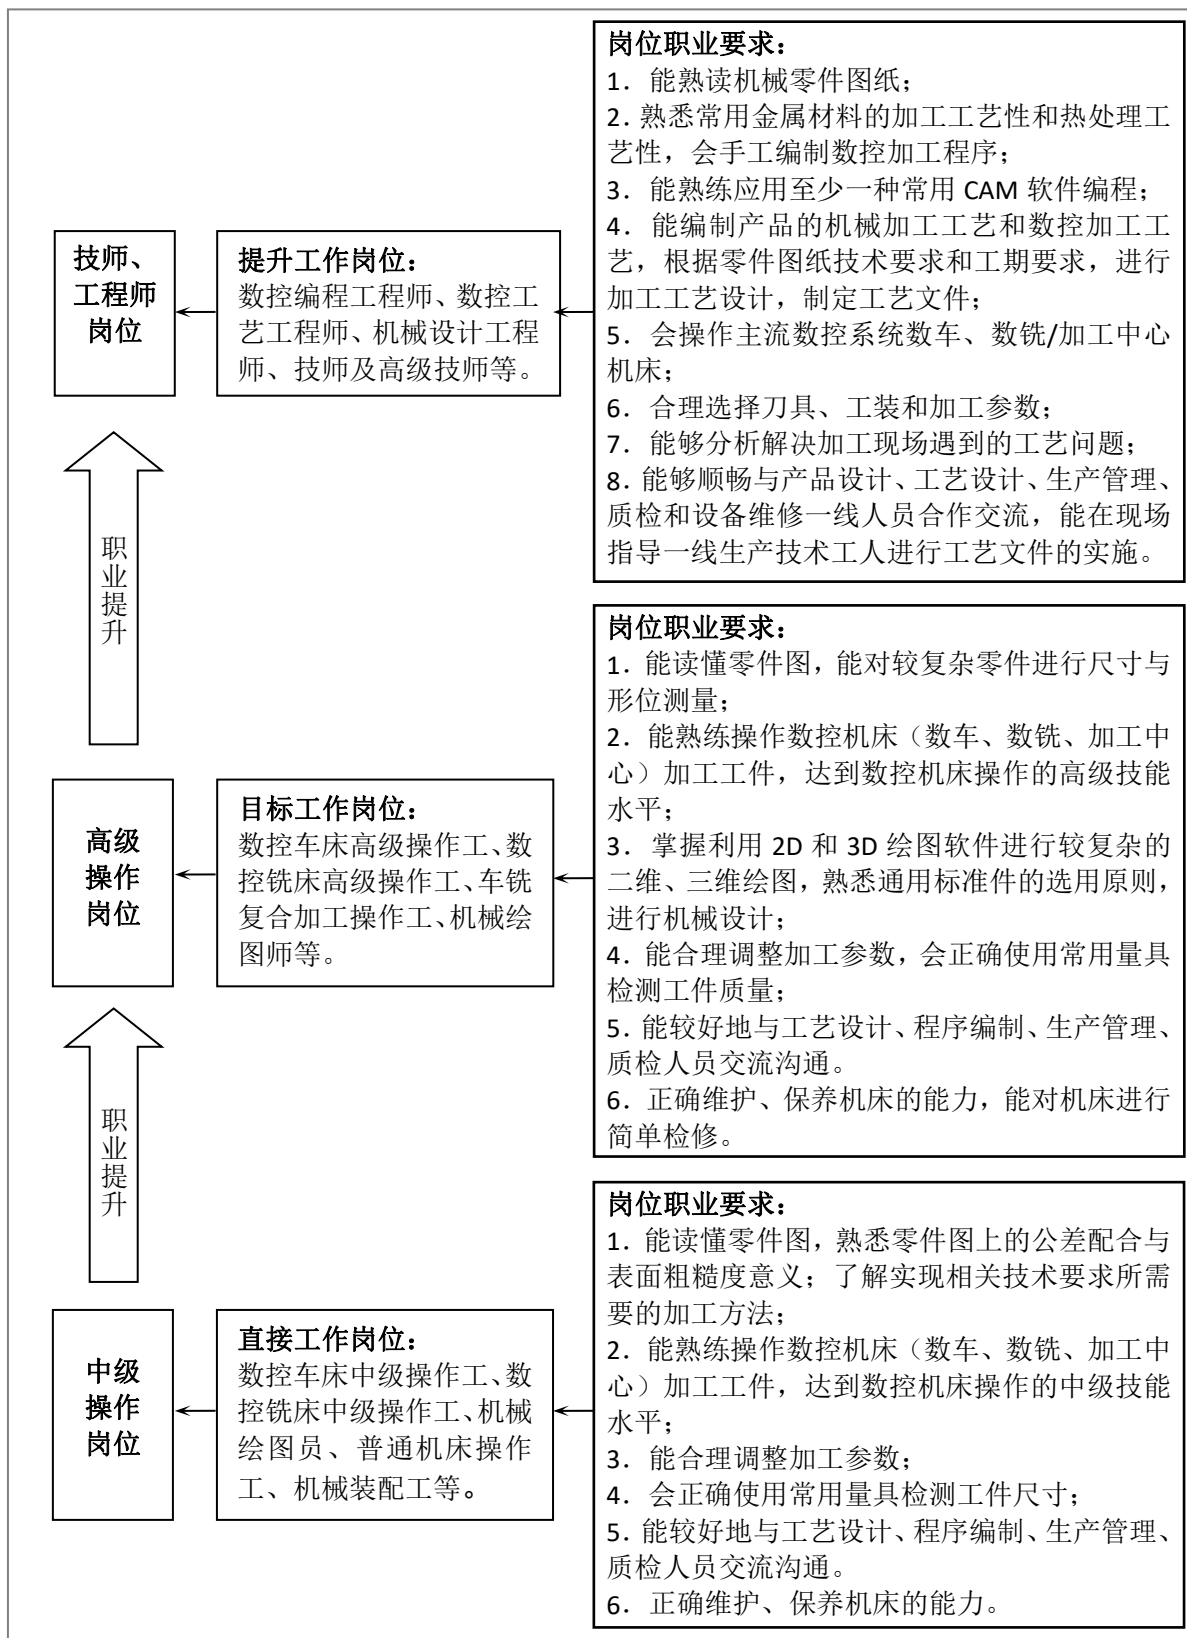 技师、
工程师
岗位
提升工作岗位：
数控编程工程师、数控工
艺工程师、机械设计工程
师、技师及高级技师等。
岗位职业要求：
1．能熟读机械零件图纸；
2．熟悉常用金属材料的加工工艺性和热处理工
艺性，会手工编制数控加工程序；
3．能熟练应用至少一种常用 CAM 软件编程；
4．能编制产品的机械加工工艺和数控加工工
艺，根据零件图纸技术要求和工期要求，进行
加工工艺设计，制定工艺文件；
5．会操作主流数控系统数车、数铣/加工中心
机床；
6．合理选择刀具、工装和加工参数；
7．能够分析解决加工现场遇到的工艺问题；
8．能够顺畅与产品设计、工艺设计、生产管理、
质检和设备维修一线人员合作交流，能在现场
指导一线生产技术工人进行工艺文件的实施。
职业提升
高级
操作
岗位
目标工作岗位：
数控车床高级操作工、数
控铣床高级操作工、车铣
复合加工操作工、机械绘
图师等。
岗位职业要求：
1．能读懂零件图，能对较复杂零件进行尺寸与
形位测量；
2．能熟练操作数控机床（数车、数铣、加工中
心）加工工件，达到数控机床操作的高级技能
水平；
3．掌握利用 2D 和 3D 绘图软件进行较复杂的
二维、三维绘图，熟悉通用标准件的选用原则，
进行机械设计；
4．能合理调整加工参数，会正确使用常用量具
检测工件质量；
5．能较好地与工艺设计、程序编制、生产管理、
质检人员交流沟通。
6．正确维护、保养机床的能力，能对机床进行
简单检修。
职业提升
中级
操作
岗位
直接工作岗位：
数控车床中级操作工、数
控铣床中级操作工、机械
绘图员、普通机床操作
工、机械装配工等。
岗位职业要求：
1．能读懂零件图，熟悉零件图上的公差配合与
表面粗糙度意义；了解实现相关技术要求所需
要的加工方法；
2．能熟练操作数控机床（数车、数铣、加工中
心）加工工件，达到数控机床操作的中级技能
水平；
3．能合理调整加工参数；
4．会正确使用常用量具检测工件尺寸；
5．能较好地与工艺设计、程序编制、生产管理、
质检人员交流沟通。
6．正确维护、保养机床的能力。